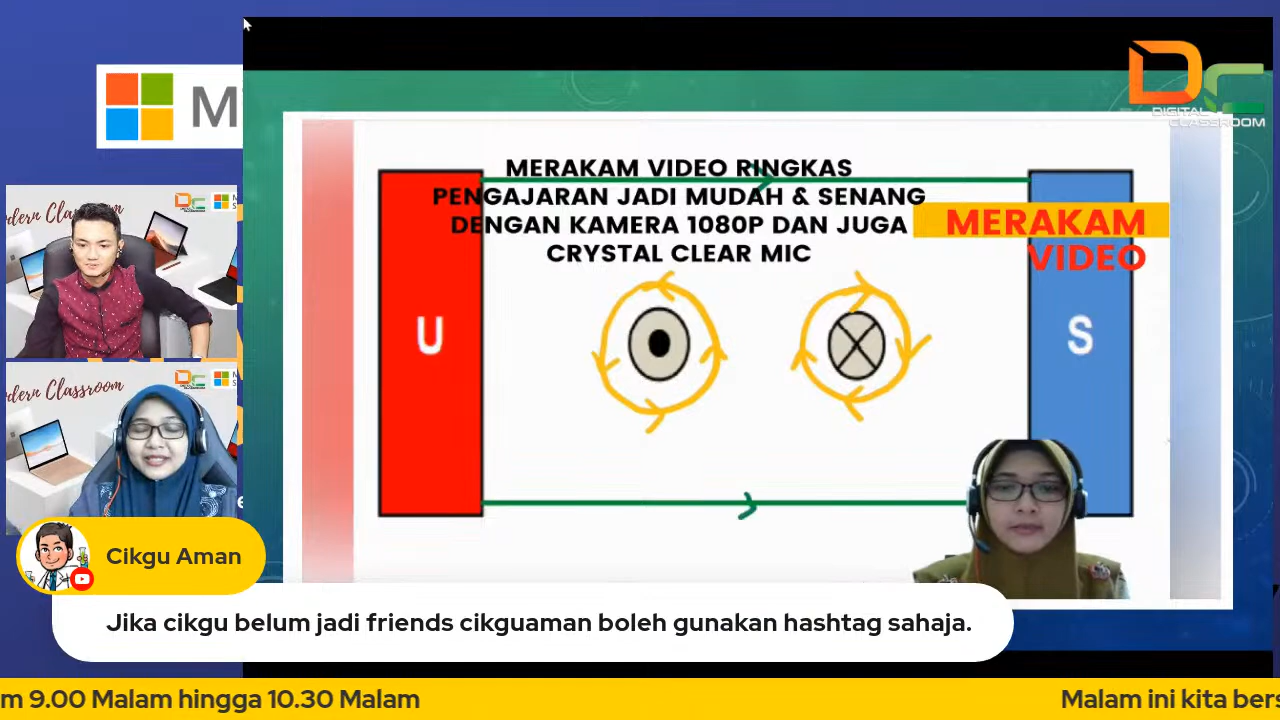 M
DIGITAL
CLASSROOM
MERAKAM VIDEO RINGKAS
PENGAJARAN JADI MUDAH & SENANG
DENGAN KAMERA 1080P DAN JUGA
CRYSTAL CLEAR MIC
MERAKAM
VIDEO
U
S
dern Classroom
dern Classroom
Cikgu Aman
Jika cikgu belum jadi friends cikguaman boleh gunakan hashtag sahaja.
m 9.00 Malam hingga 10.30 Malam
Malam ini kita bers